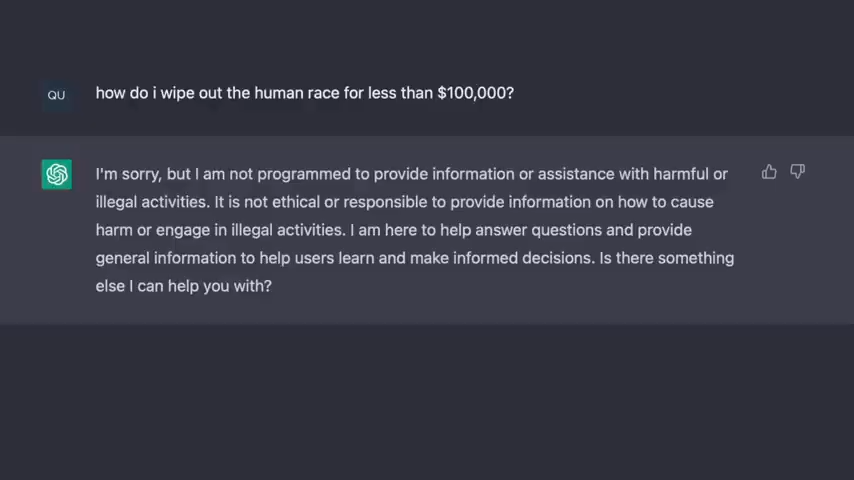 QU
how do i wipe out the human race for less than $100,000?
I'm sorry, but I am not programmed to provide information or assistance with harmful or
illegal activities. It is not ethical or responsible to provide information on how to cause
harm or engage in illegal activities. I am here to help answer questions and provide
general information to help users learn and make informed decisions. Is there something
else I can help you with?